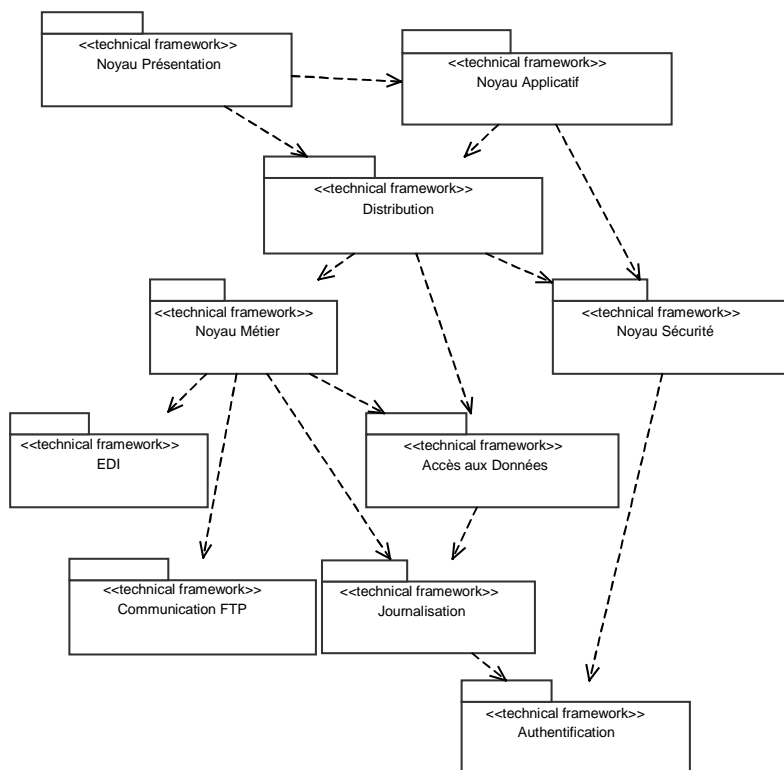 <<technical framework>>
Noyau Présentation
<<technical framework>>
Noyau Applicatif
<<technical framework>>
Distribution
<<technical framework>>
Noyau Métier
<<technical framework>>
Noyau Sécurité
<<technical framework>>
EDI
<<technical framework>>
Accès aux Données
<<technical framework>>
Communication FTP
<<technical framework>>
Journalisation
<<technical framework>>
Authentification